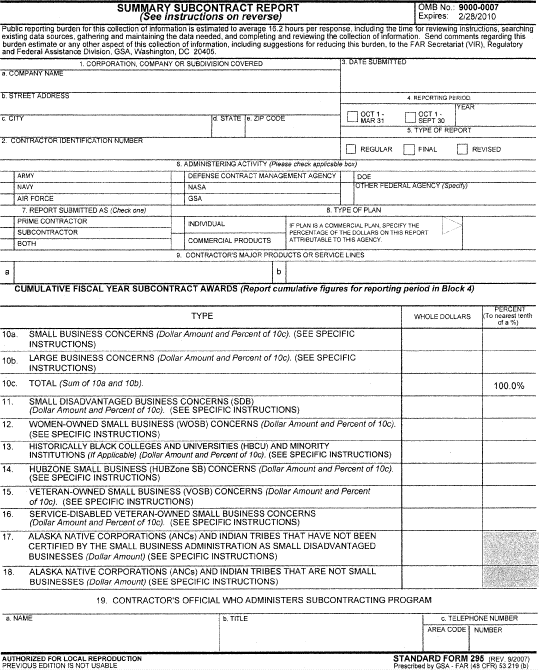 SUMMARY SUBCONTRACT REPORT
(See instructions on reverse)
OMB No.: 9000-0007
Expires: 2/28/2010
Public reporting burden for this collection of information is estimated to average 16.2 hours per response, including the time for reviewing instructions, searching
existing data sources, gathering and maintaining the data needed, and completing and reviewing the collection of information. Send comments regarding this
burden estimate or any other aspect of this collection of information, including suggestions for reducing this burden, to the FAR Secretariat (VIR), Regulatory
and Federal Assistance Division, GSA, Washington, DC 20405.
1. CORPORATION, COMPANY OR SUBDIVISION COVERED
3. DATE SUBMITTED
a. COMPANY NAME
b. STREET ADDRESS
4. REPORTING PERIOD
c. CITY
d. STATE
e. ZIP CODE
OCT 1 -
MAR 31
OCT 1 -
SEPT 30
YEAR
5. TYPE OF REPORT
2. CONTRACTOR IDENTIFICATION NUMBER
REGULAR
FINAL
REVISED
6. ADMINISTERING ACTIVITY (Please check applicable box)
ARMY
DEFENSE CONTRACT MANAGEMENT AGENCY
DOE
NAVY
NASA
OTHER FEDERAL AGENCY (Specify)
AIR FORCE
GSA
7. REPORT SUBMITTED AS (Check one)
8. TYPE OF PLAN
PRIME CONTRACTOR
SUBCONTRACTOR
BOTH
INDIVIDUAL
COMMERCIAL PRODUCTS
IF PLAN IS A COMMERCIAL PLAN, SPECIFY THE
PERCENTAGE OF THE DOLLARS ON THIS REPORT
ATTRIBUTABLE TO THIS AGENCY.
9. CONTRACTOR'S MAJOR PRODUCTS OR SERVICE LINES
a
b
CUMULATIVE FISCAL YEAR SUBCONTRACT AWARDS (Report cumulative figures for reporting period in Block 4)
TYPE
WHOLE DOLLARS
PERCENT
(To nearest tenth
of a %)
10a. SMALL BUSINESS CONCERNS (Dollar Amount and Percent of 10c). (SEE SPECIFIC
INSTRUCTIONS)
10b. LARGE BUSINESS CONCERNS (Dollar Amount and Percent of 10c). (SEE SPECIFIC
INSTRUCTIONS)
10c. TOTAL (Sum of 10a and 10b).
100.0%
11. SMALL DISADVANTAGED BUSINESS CONCERNS (SDB)
(Dollar Amount and Percent of 10c). (SEE SPECIFIC INSTRUCTIONS)
12. WOMEN-OWNED SMALL BUSINESS (WOSB) CONCERNS (Dollar Amount and Percent of 10c).
(SEE SPECIFIC INSTRUCTIONS)
13. HISTORICALLY BLACK COLLEGES AND UNIVERSITIES (HBCU) AND MINORITY
INSTITUTIONS (If Applicable) (Dollar Amount and Percent of 10c). (SEE SPECIFIC INSTRUCTIONS)
14. HUBZONE SMALL BUSINESS (HUBZone SB) CONCERNS (Dollar Amount and Percent of 10c).
(SEE SPECIFIC INSTRUCTIONS)
15. VETERAN-OWNED SMALL BUSINESS (VOSB) CONCERNS (Dollar Amount and Percent
of 10c). (SEE SPECIFIC INSTRUCTIONS)
16. SERVICE-DISABLED VETERAN-OWNED SMALL BUSINESS CONCERNS
(Dollar Amount and Percent of 10c). (SEE SPECIFIC INSTRUCTIONS)
17. ALASKA NATIVE CORPORATIONS (ANCs) AND INDIAN TRIBES THAT HAVE NOT BEEN
CERTIFIED BY THE SMALL BUSINESS ADMINISTRATION AS SMALL DISADVANTAGED
BUSINESSES (Dollar Amount) (SEE SPECIFIC INSTRUCTIONS)
18. ALASKA NATIVE CORPORATIONS (ANCs) AND INDIAN TRIBES THAT ARE NOT SMALL
BUSINESSES (Dollar Amount) (SEE SPECIFIC INSTRUCTIONS)
19. CONTRACTOR'S OFFICIAL WHO ADMINISTERS SUBCONTRACTING PROGRAM
a. NAME
b. TITLE
c. TELEPHONE NUMBER
AREA CODE
NUMBER
AUTHORIZED FOR LOCAL REPRODUCTION
PREVIOUS EDITION IS NOT USABLE
STANDARD FORM 295 (REV. 9/2007)
Prescribed by GSA - FAR (48 CFR) 53.219 (b)